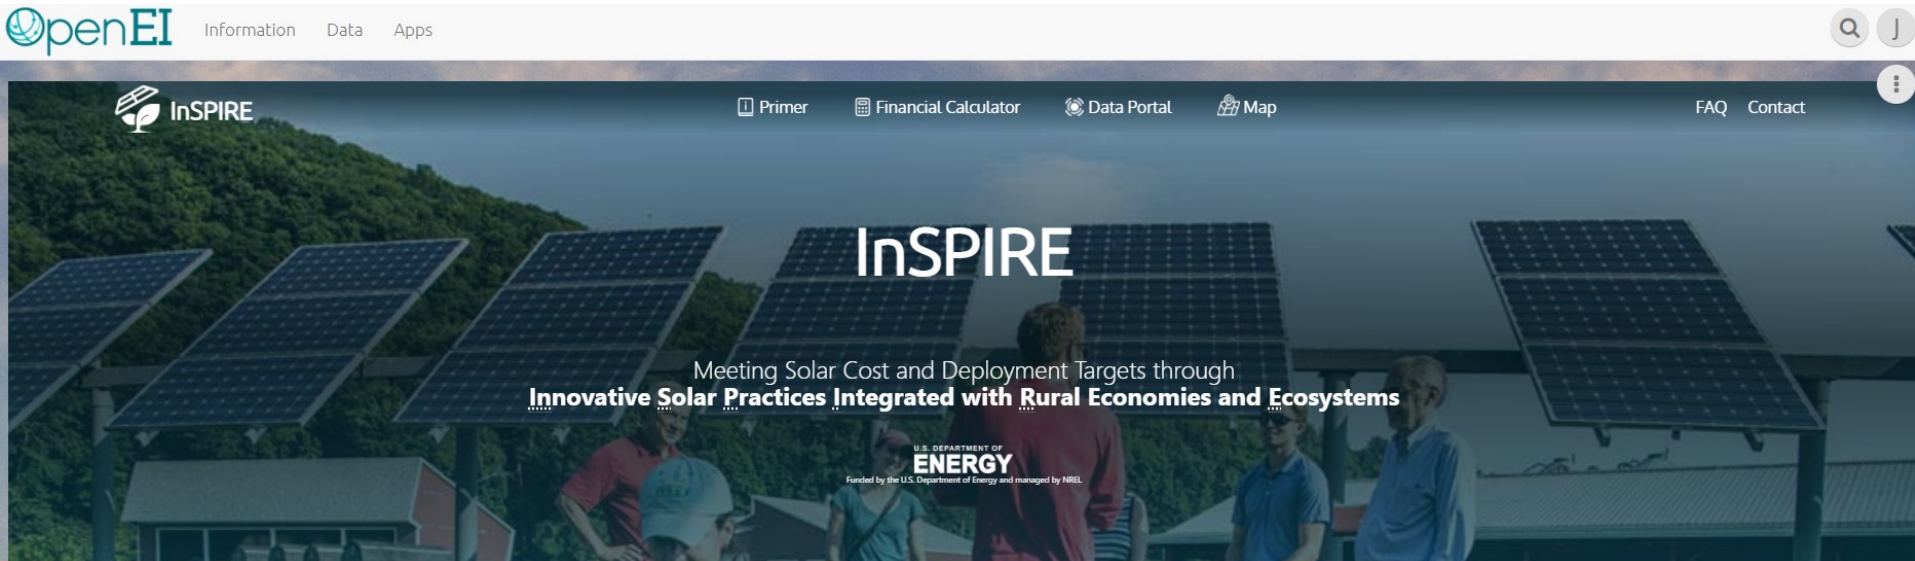 OpenEI Information Data Apps J
InSPIRE Primer Financial Calculator Data Portal Map FAQ Contact
InSPIRE
Meeting Solar Cost and Deployment Targets through
Innovative Solar Practices Integrated with Rural Economies and Ecosystems
U.S. DEPARTMENT OF
ENERGY
Funded by the U.S. Department of Energy and managed by NREL